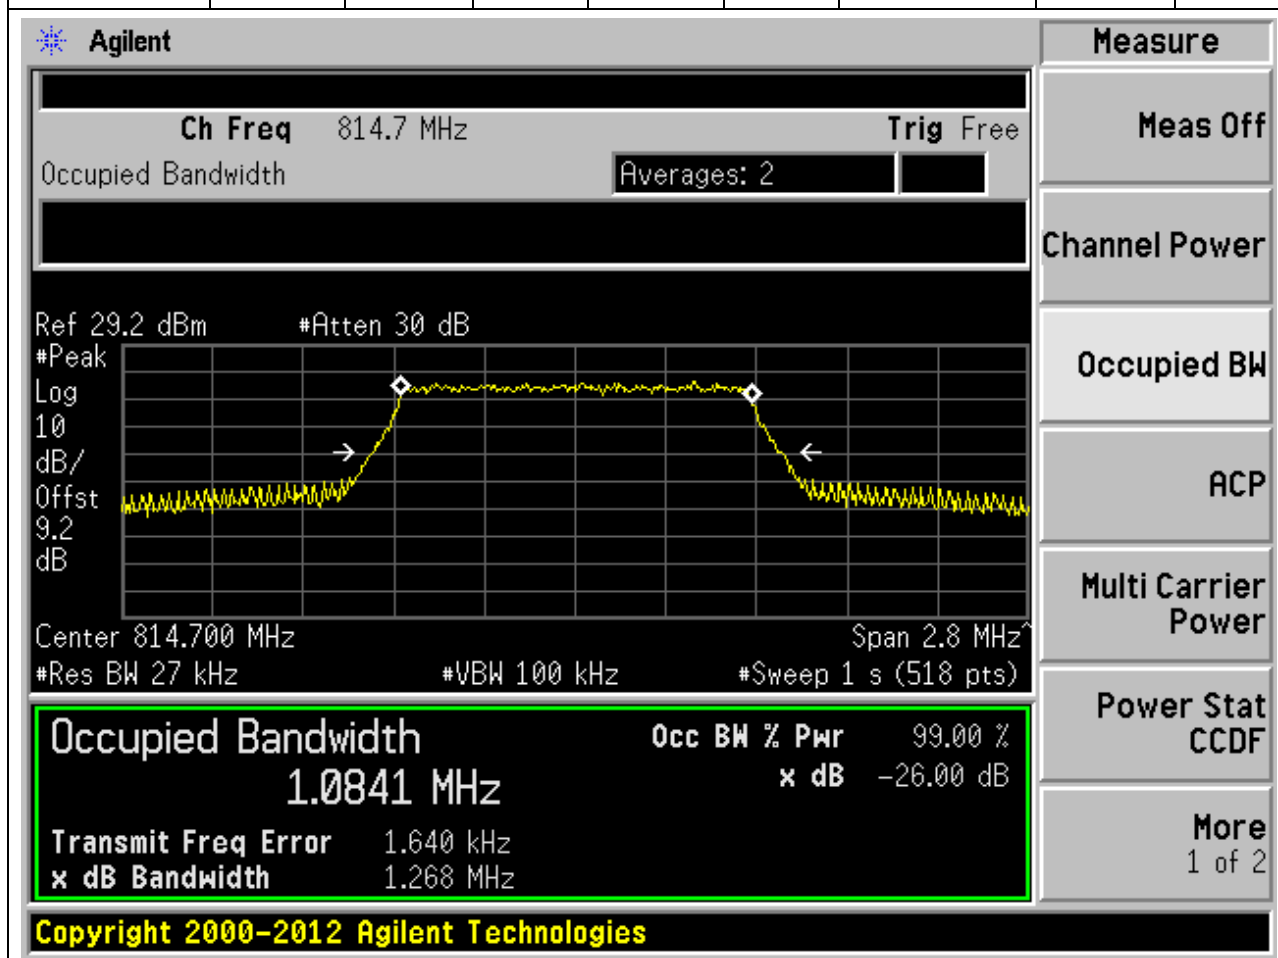 Agilent
Measure
Ch Freq 814.7 MHz Trig Free
Occupied Bandwidth Averages: 2
Ref 29.2 dBm #Atten 30 dB
#Peak
Log
10
dB/
Offst
9.2
dB
Center 814.700 MHz Span 2.8 MHz^
#Res BW 27 kHz #VBW 100 kHz #Sweep 1 s (518 pts)
Occupied Bandwidth Occ BW % Pwr 99.00 %
1.0841 MHz x dB -26.00 dB
Transmit Freq Error 1.640 kHz
x dB Bandwidth 1.268 MHz
Copyright 2000-2012 Agilent Technologies
Meas Off
Channel Power
Occupied BW
ACP
Multi Carrier
Power
Power Stat
CCDF
More
1 of 2